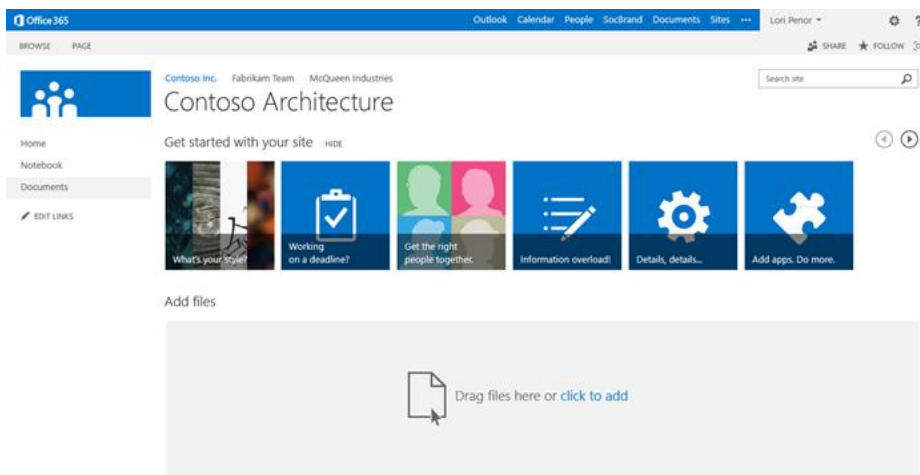 Office 365
Outlook Calendar People SocBrand Documents Sites ••• Lori Penor ?
BROWSE PAGE
SHARE FOLLOW
Contoso Inc. Fabrikam Team McQueen Industries
Search site
Contoso Architecture
Home
Get started with your site HIDE
Notebook
Documents
EDIT LINKS
What's your style?
Working
on a deadline?
Get the right
people together.
Information overload!
Details, details...
Add apps. Do more.
Add files
Drag files here or click to add